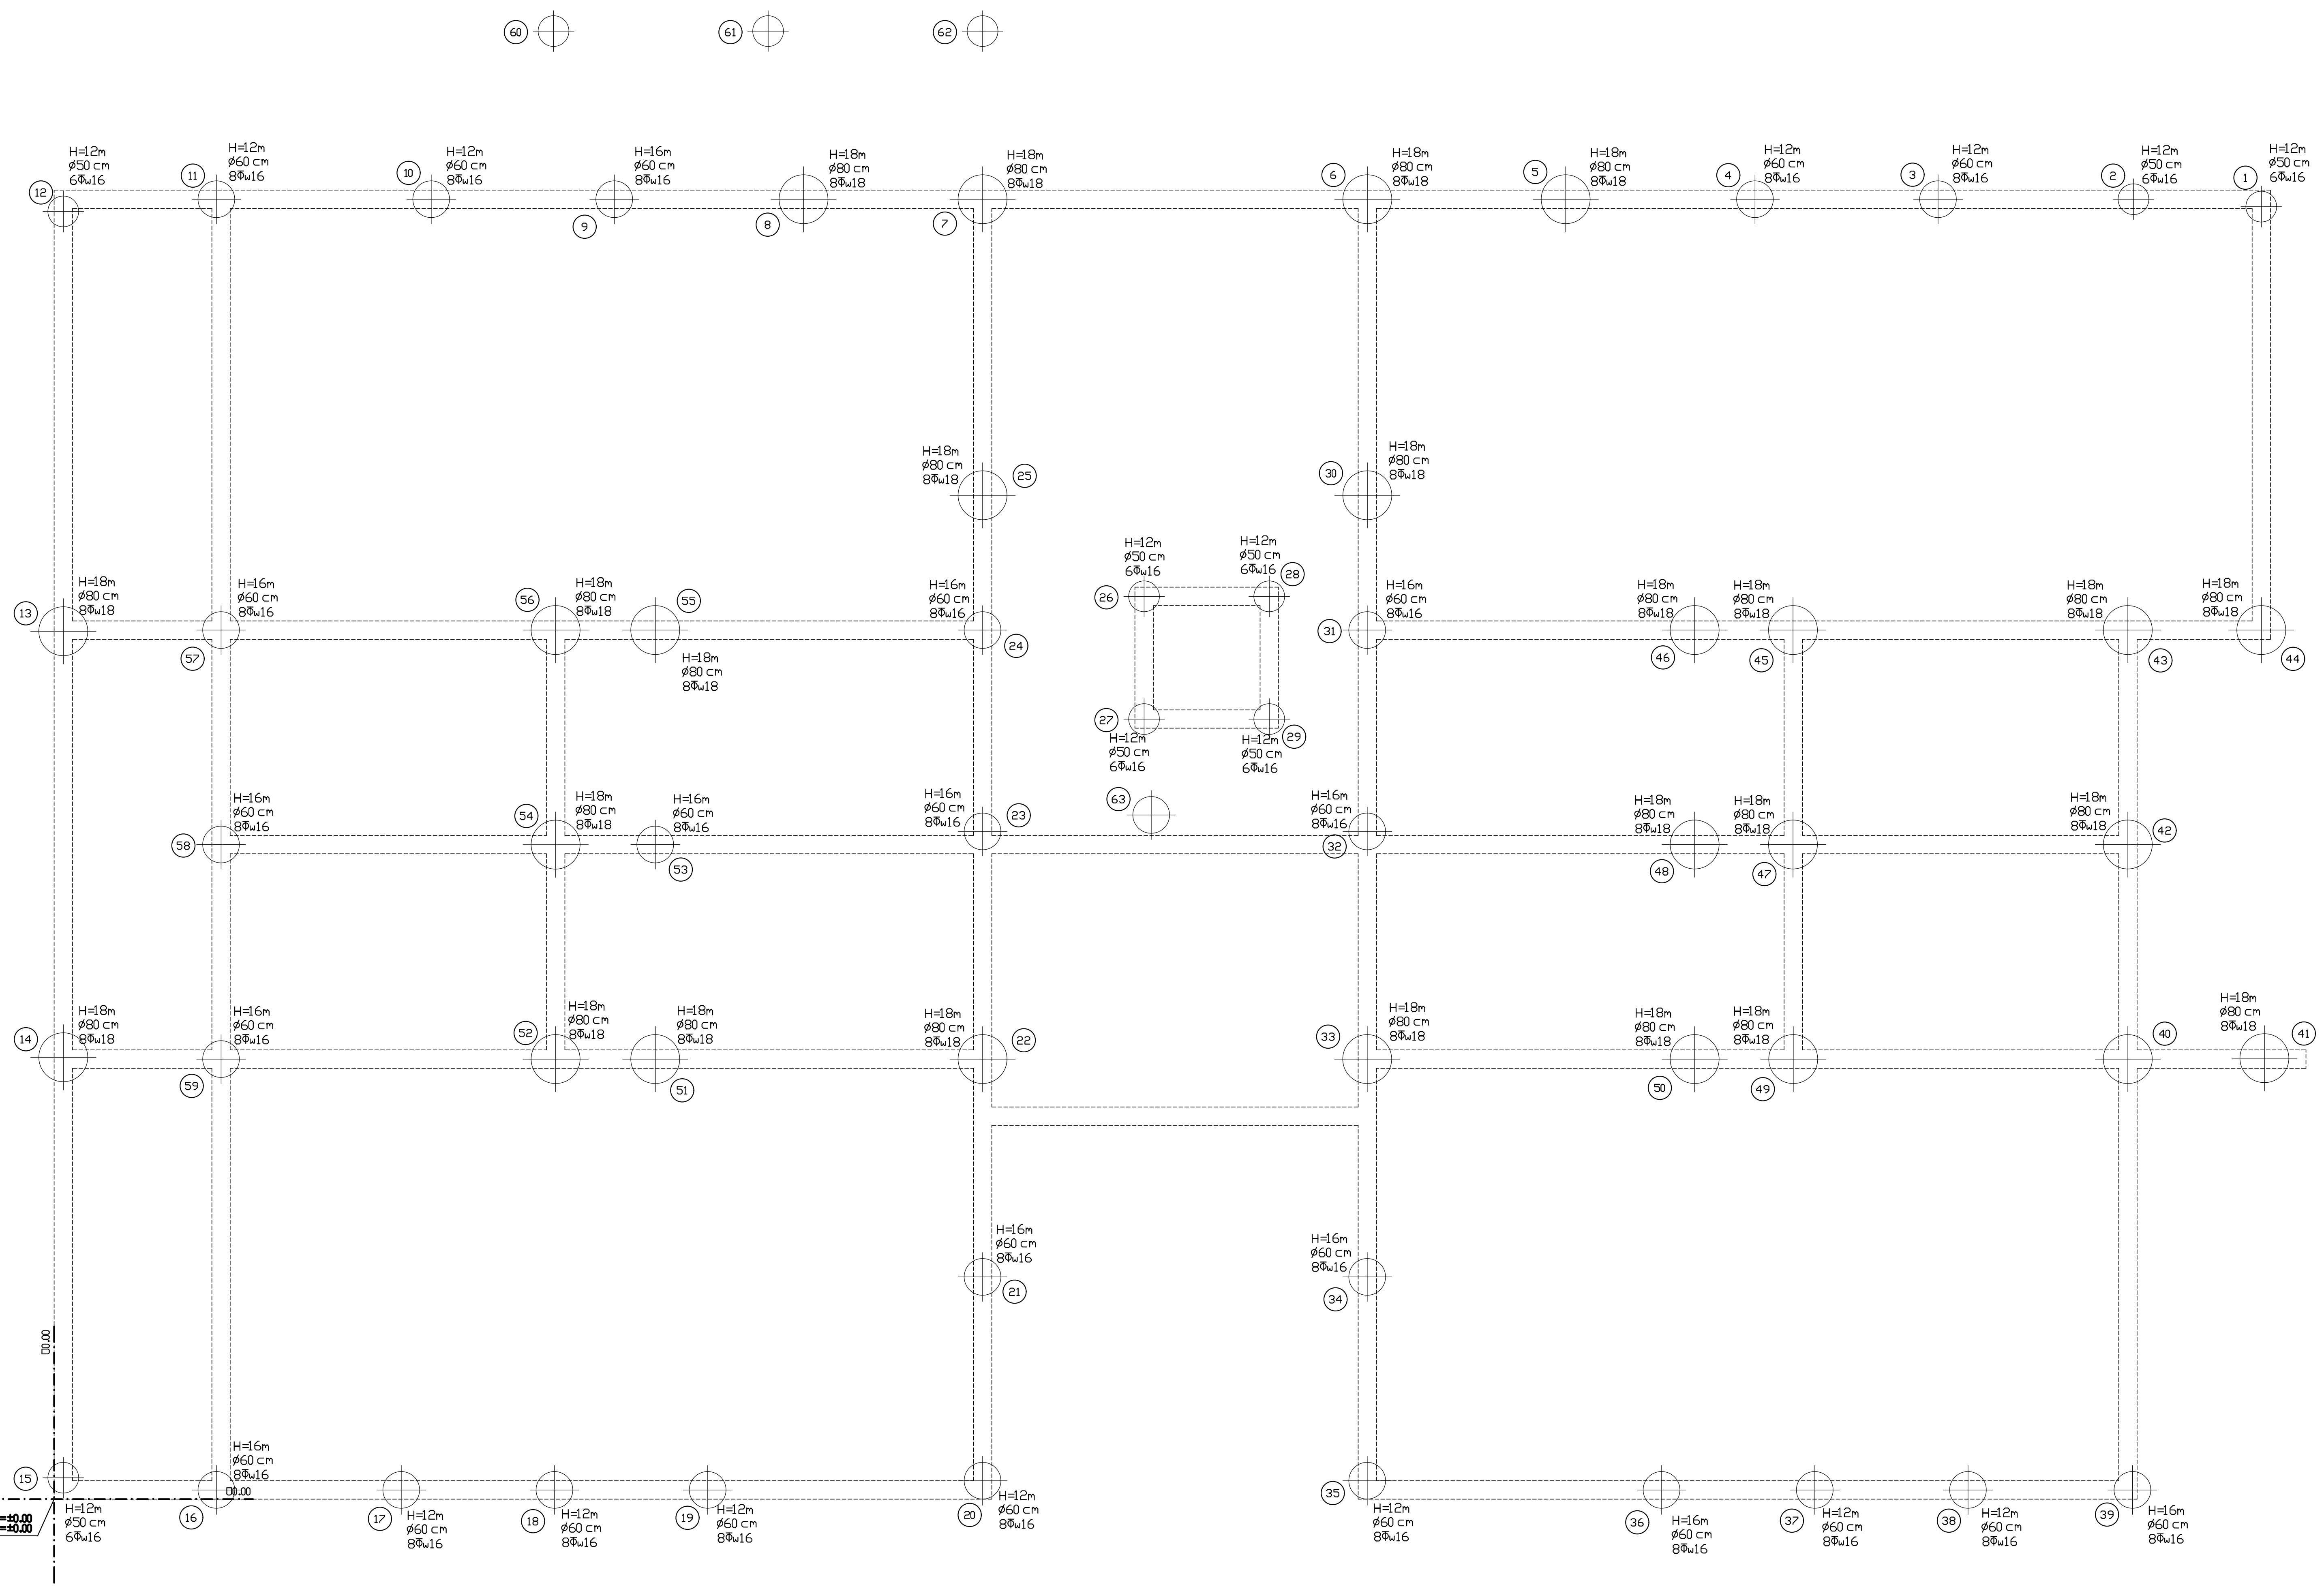 60
61
62
H=12m
ø50 cm
6Φw16
12
H=12m
ø60 cm
8Φw16
11
H=12m
ø60 cm
8Φw16
10
H=16m
ø60 cm
8Φw16
9
H=18m
ø80 cm
8Φw18
8
H=18m
ø80 cm
8Φw18
7
H=18m
ø80 cm
8Φw18
6
H=18m
ø80 cm
8Φw18
5
H=12m
ø60 cm
8Φw16
4
H=12m
ø60 cm
8Φw16
3
H=12m
ø50 cm
6Φw16
2
H=12m
ø50 cm
6Φw16
1
H=18m
ø80 cm
8Φw18
25
H=18m
ø80 cm
8Φw18
30
H=12m
ø50 cm
6Φw16
26
H=12m
ø50 cm
6Φw16
28
H=18m
ø80 cm
8Φw18
13
H=16m
ø60 cm
8Φw16
57
H=18m
ø80 cm
8Φw18
56
55
H=18m
ø80 cm
8Φw18
H=16m
ø60 cm
8Φw16
24
H=16m
ø60 cm
8Φw16
31
H=18m
ø80 cm
8Φw18
46
H=18m
ø80 cm
8Φw18
45
H=18m
ø80 cm
8Φw18
43
H=18m
ø80 cm
8Φw18
44
27
H=12m
ø50 cm
6Φw16
29
H=12m
ø50 cm
6Φw16
63
H=16m
ø60 cm
8Φw16
58
H=18m
ø80 cm
8Φw18
54
H=16m
ø60 cm
8Φw16
53
H=16m
ø60 cm
8Φw16
23
H=16m
ø60 cm
8Φw16
32
H=18m
ø80 cm
8Φw18
48
H=18m
ø80 cm
8Φw18
47
H=18m
ø80 cm
8Φw18
42
H=18m
ø80 cm
8Φw18
14
H=16m
ø60 cm
8Φw16
59
H=18m
ø80 cm
8Φw18
52
H=18m
ø80 cm
8Φw18
51
H=18m
ø80 cm
8Φw18
22
H=18m
ø80 cm
8Φw18
33
H=18m
ø80 cm
8Φw18
50
H=18m
ø80 cm
8Φw18
49
40
H=18m
ø80 cm
8Φw18
41
H=16m
ø60 cm
8Φw16
21
H=16m
ø60 cm
8Φw16
34
□0.00
15
H=12m
ø50 cm
6Φw16
H=16m
ø60 cm
8Φw16
□0.00
16
=±0.00
=±0.00
17
H=12m
ø60 cm
8Φw16
18
H=12m
ø60 cm
8Φw16
19
H=12m
ø60 cm
8Φw16
20
H=12m
ø60 cm
8Φw16
35
H=12m
ø60 cm
8Φw16
36
H=16m
ø60 cm
8Φw16
37
H=12m
ø60 cm
8Φw16
38
H=12m
ø60 cm
8Φw16
39
H=16m
ø60 cm
8Φw16